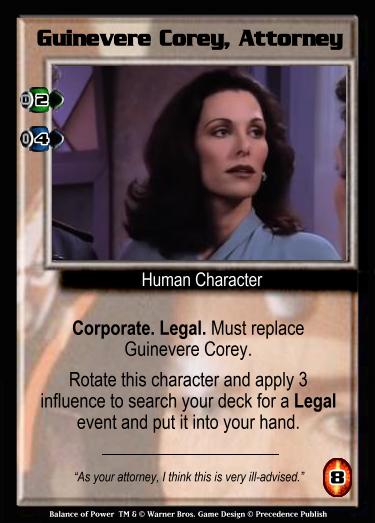 Guinevere Corey, Attorney
2
4
Human Character
Corporate. Legal. Must replace
Guinevere Corey.
Rotate this character and apply 3
influence to search your deck for a Legal
event and put it into your hand.
"As your attorney, I think this is very ill-advised."
8
Balance of Power TM & © Warner Bros. Game Design © Precedence Publish